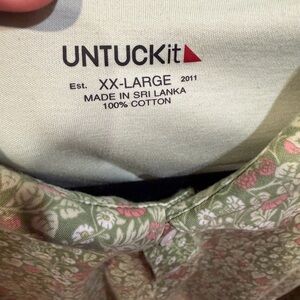 UNTUCKit
Est. XX-LARGE 2011
MADE IN SRI LANKA
100% COTTON